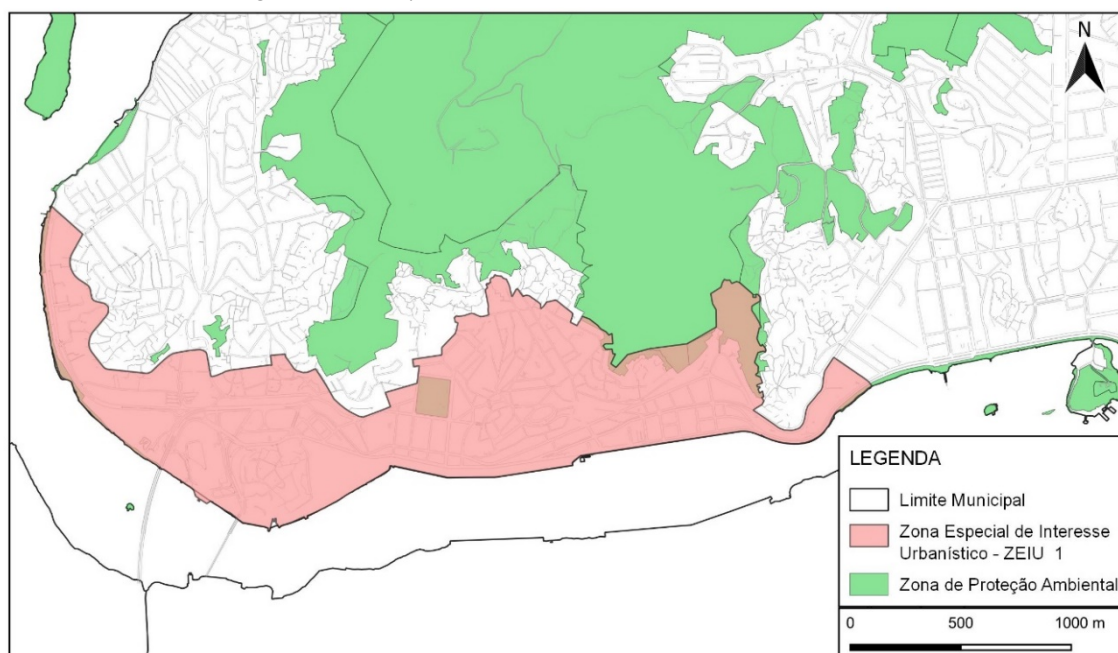 N
LEGENDA
Limite Municipal
Zona Especial de Interesse
Urbanístico - ZEIU 1
Zona de Proteção Ambiental
0 500 1000 m